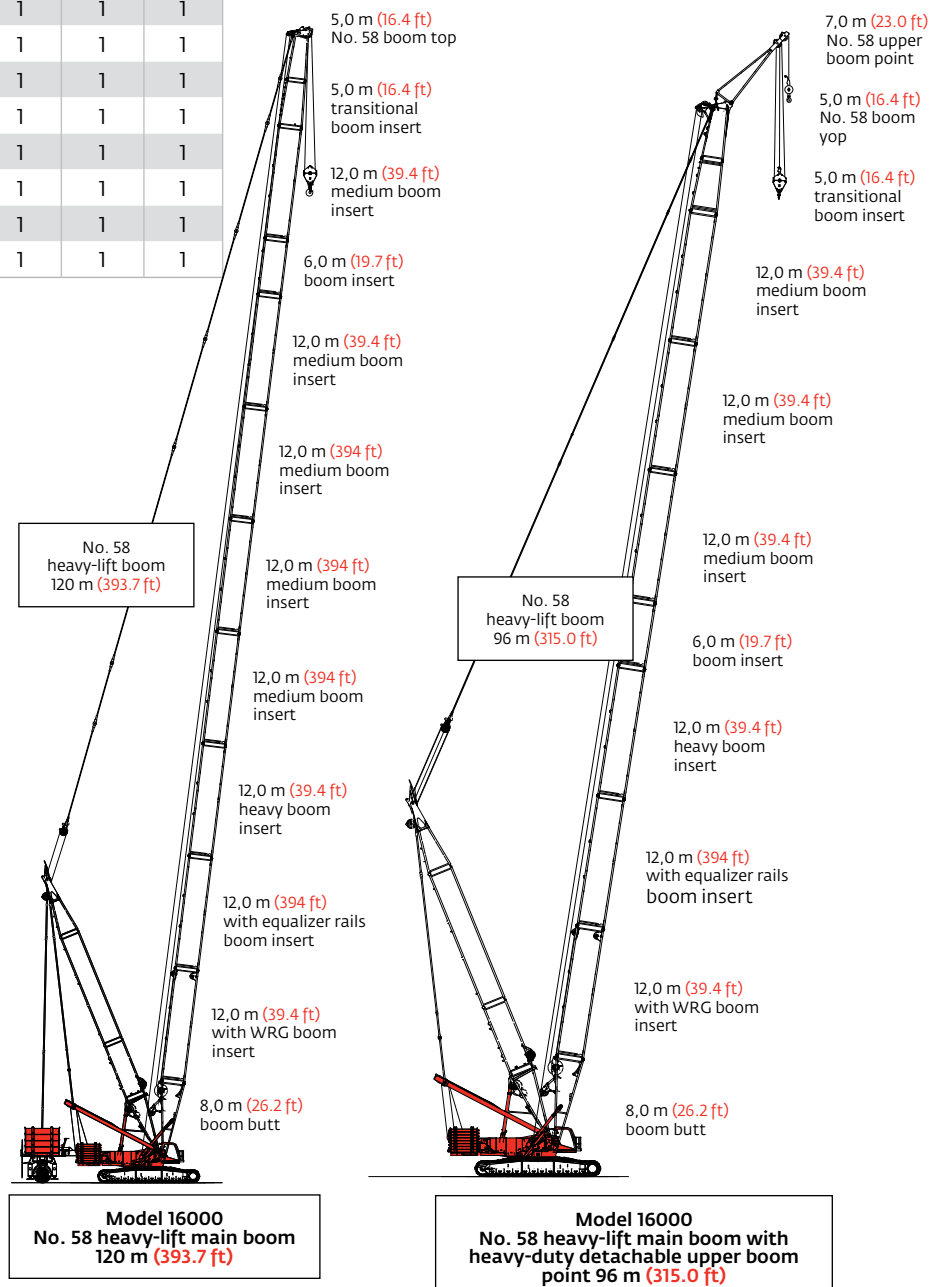 1 1 1
1 1 1
1 1 1
1 1 1
1 1 1
1 1 1
1 1 1
1 1 1
5,0 m (16.4 ft)
No. 58 boom top
5,0 m (16.4 ft)
transitional
boom insert
12,0 m (39.4 ft)
medium boom
insert
6,0 m (19.7 ft)
boom insert
12,0 m (39.4 ft)
medium boom
insert
12,0 m (394 ft)
medium boom
insert
12,0 m (394 ft)
medium boom
insert
12,0 m (394 ft)
medium boom
insert
12,0 m (39.4 ft)
heavy boom
insert
12,0 m (394 ft)
with equalizer rails
boom insert
12,0 m (39.4 ft)
with WRG boom
insert
8,0 m (26.2 ft)
boom butt
No. 58
heavy-lift boom
120 m (393.7 ft)
Model 16000
No. 58 heavy-lift main boom
120 m (393.7 ft)
7,0 m (23.0 ft)
No. 58 upper
boom point
5,0 m (16.4 ft)
No. 58 boom
yop
5,0 m (16.4 ft)
transitional
boom insert
12,0 m (39.4 ft)
medium boom
insert
12,0 m (39.4 ft)
medium boom
insert
12,0 m (39.4 ft)
medium boom
insert
6,0 m (19.7 ft)
boom insert
12,0 m (39.4 ft)
heavy boom
insert
12,0 m (394 ft)
with equalizer rails
boom insert
12,0 m (39.4 ft)
with WRG boom
insert
8,0 m (26.2 ft)
boom butt
No. 58
heavy-lift boom
96 m (315.0 ft)
Model 16000
No. 58 heavy-lift main boom with
heavy-duty detachable upper boom
point 96 m (315.0 ft)